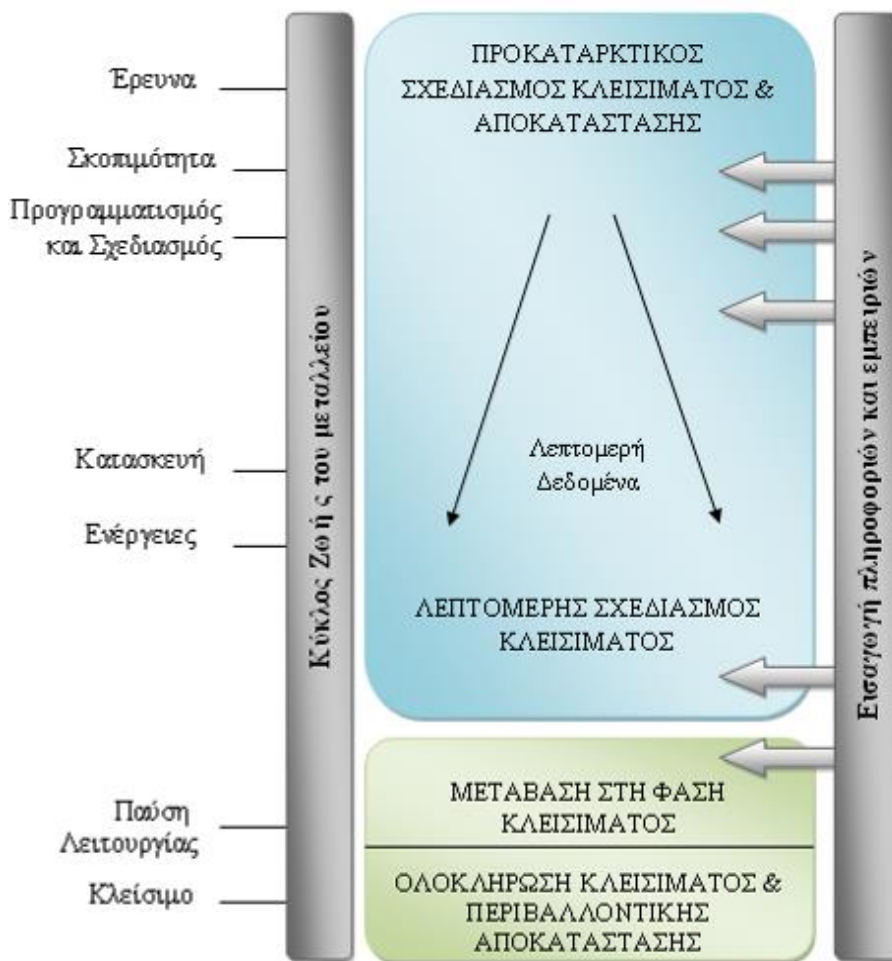 Έρευνα
Σκοπιμότητα
Προγραμματισμός
και Σχεδιασμός
Κατασκευή
Ενέργειες
Παύση
Λειτουργίας
Κλείσιμο
Κύκλος Ζωής του μεταλλείου
ΠΡΟΚΑΤΑΡΚΤΙΚΟΣ
ΣΧΕΔΙΑΣΜΟΣ ΚΛΕΙΣΙΜΑΤΟΣ &
ΑΠΟΚΑΤΑΣΤΑΣΗΣ
Λεπτομερή
Δεδομένα
ΛΕΠΤΟΜΕΡΗΣ ΣΧΕΔΙΑΣΜΟΣ
ΚΛΕΙΣΙΜΑΤΟΣ
ΜΕΤΑΒΑΣΗ ΣΤΗ ΦΑΣΗ
ΚΛΕΙΣΙΜΑΤΟΣ
ΟΛΟΚΛΗΡΩΣΗ ΚΛΕΙΣΙΜΑΤΟΣ &
ΠΕΡΙΒΑΛΛΟΝΤΙΚΗΣ
ΑΠΟΚΑΤΑΣΤΑΣΗΣ
Εισαγωγή πληροφοριών και εμπειριών